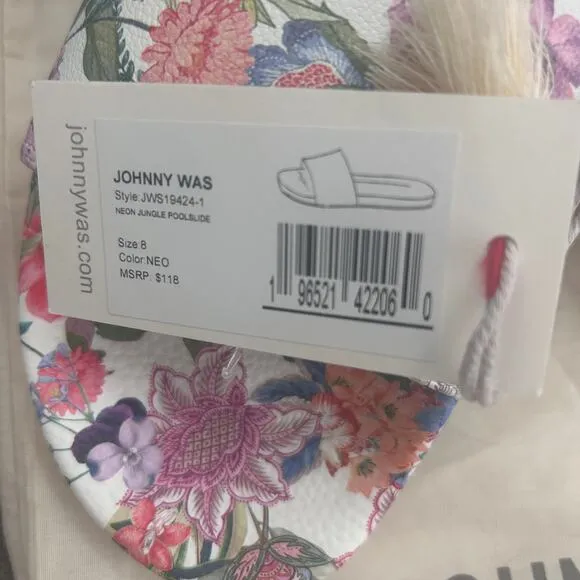 johnnywas.com
JOHNNY WAS
Style:JWS19424-1
NEON JUNGLE POOLSLIDE
Size 8
Color:NEO
MSRP. $118
1 96521 42206 0